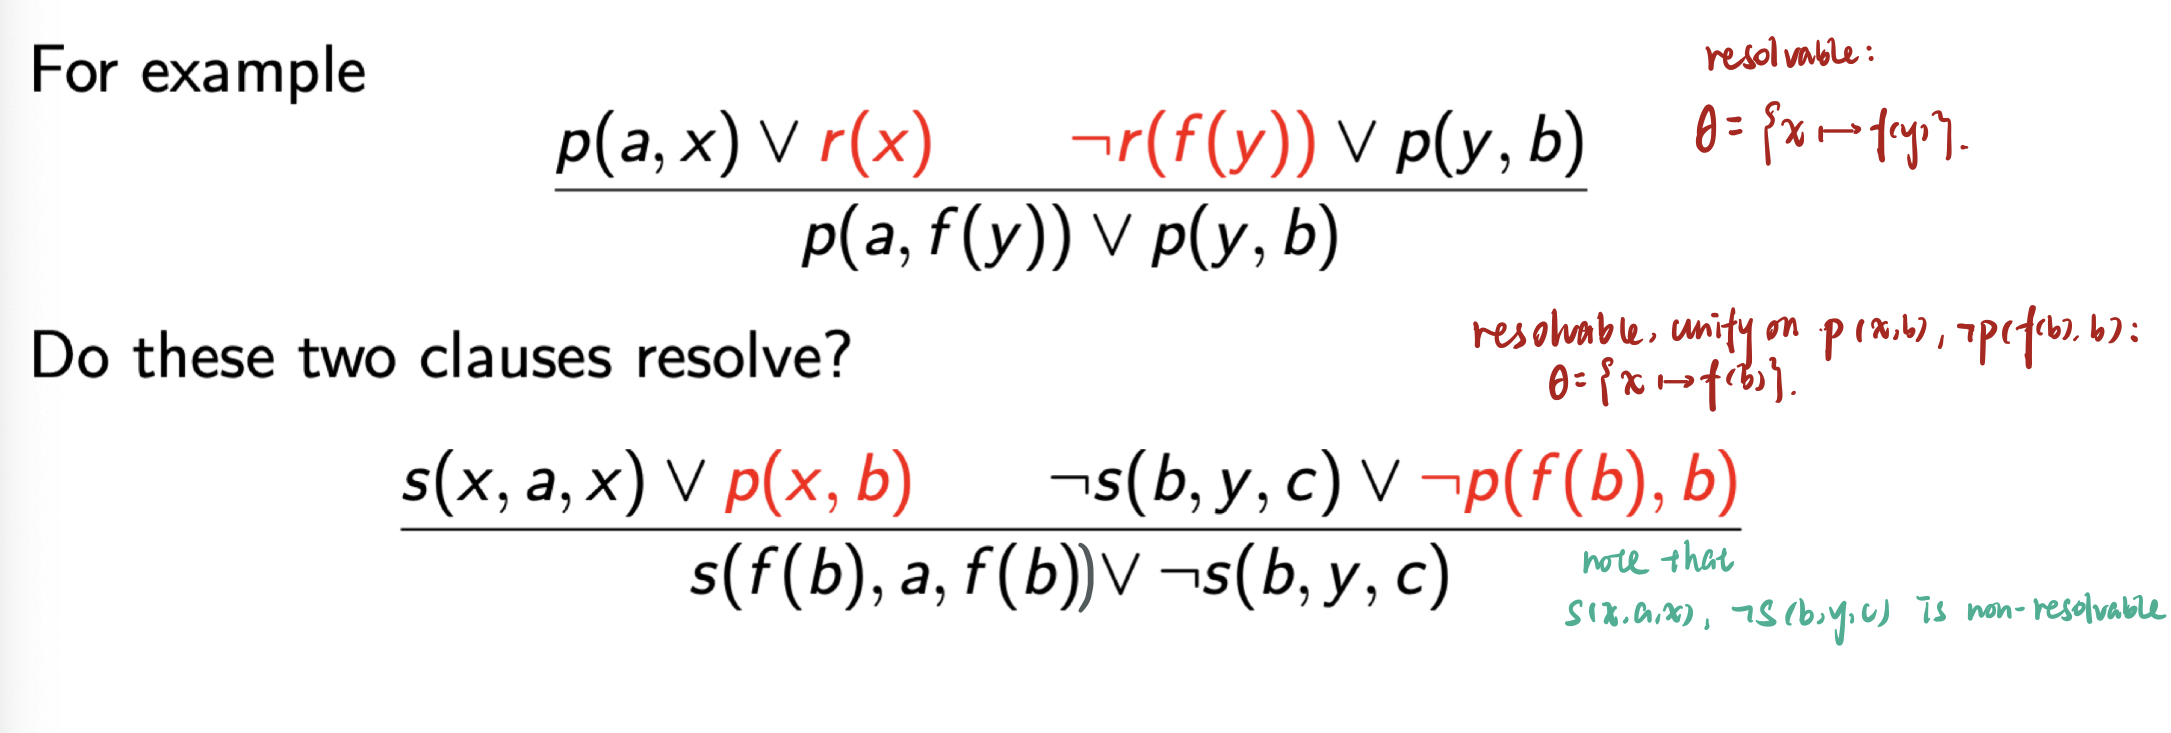 For example
resolvable:
p(a, x) ∨ r(x)    ¬r(f(y)) ∨ p(y, b)
θ = {x ↦ f(y)}.
p(a, f(y)) ∨ p(y, b)
Do these two clauses resolve?
resolvable, unify on p(x,b), ¬p(f(b), b):
θ = {x ↦ f(b)}.
s(x, a, x) ∨ p(x, b)    ¬s(b, y, c) ∨ ¬p(f(b), b)
s(f(b), a, f(b)) ∨ ¬s(b, y, c)
note that
s(x,a,x), ¬s(b,y,c) is non-resolvable